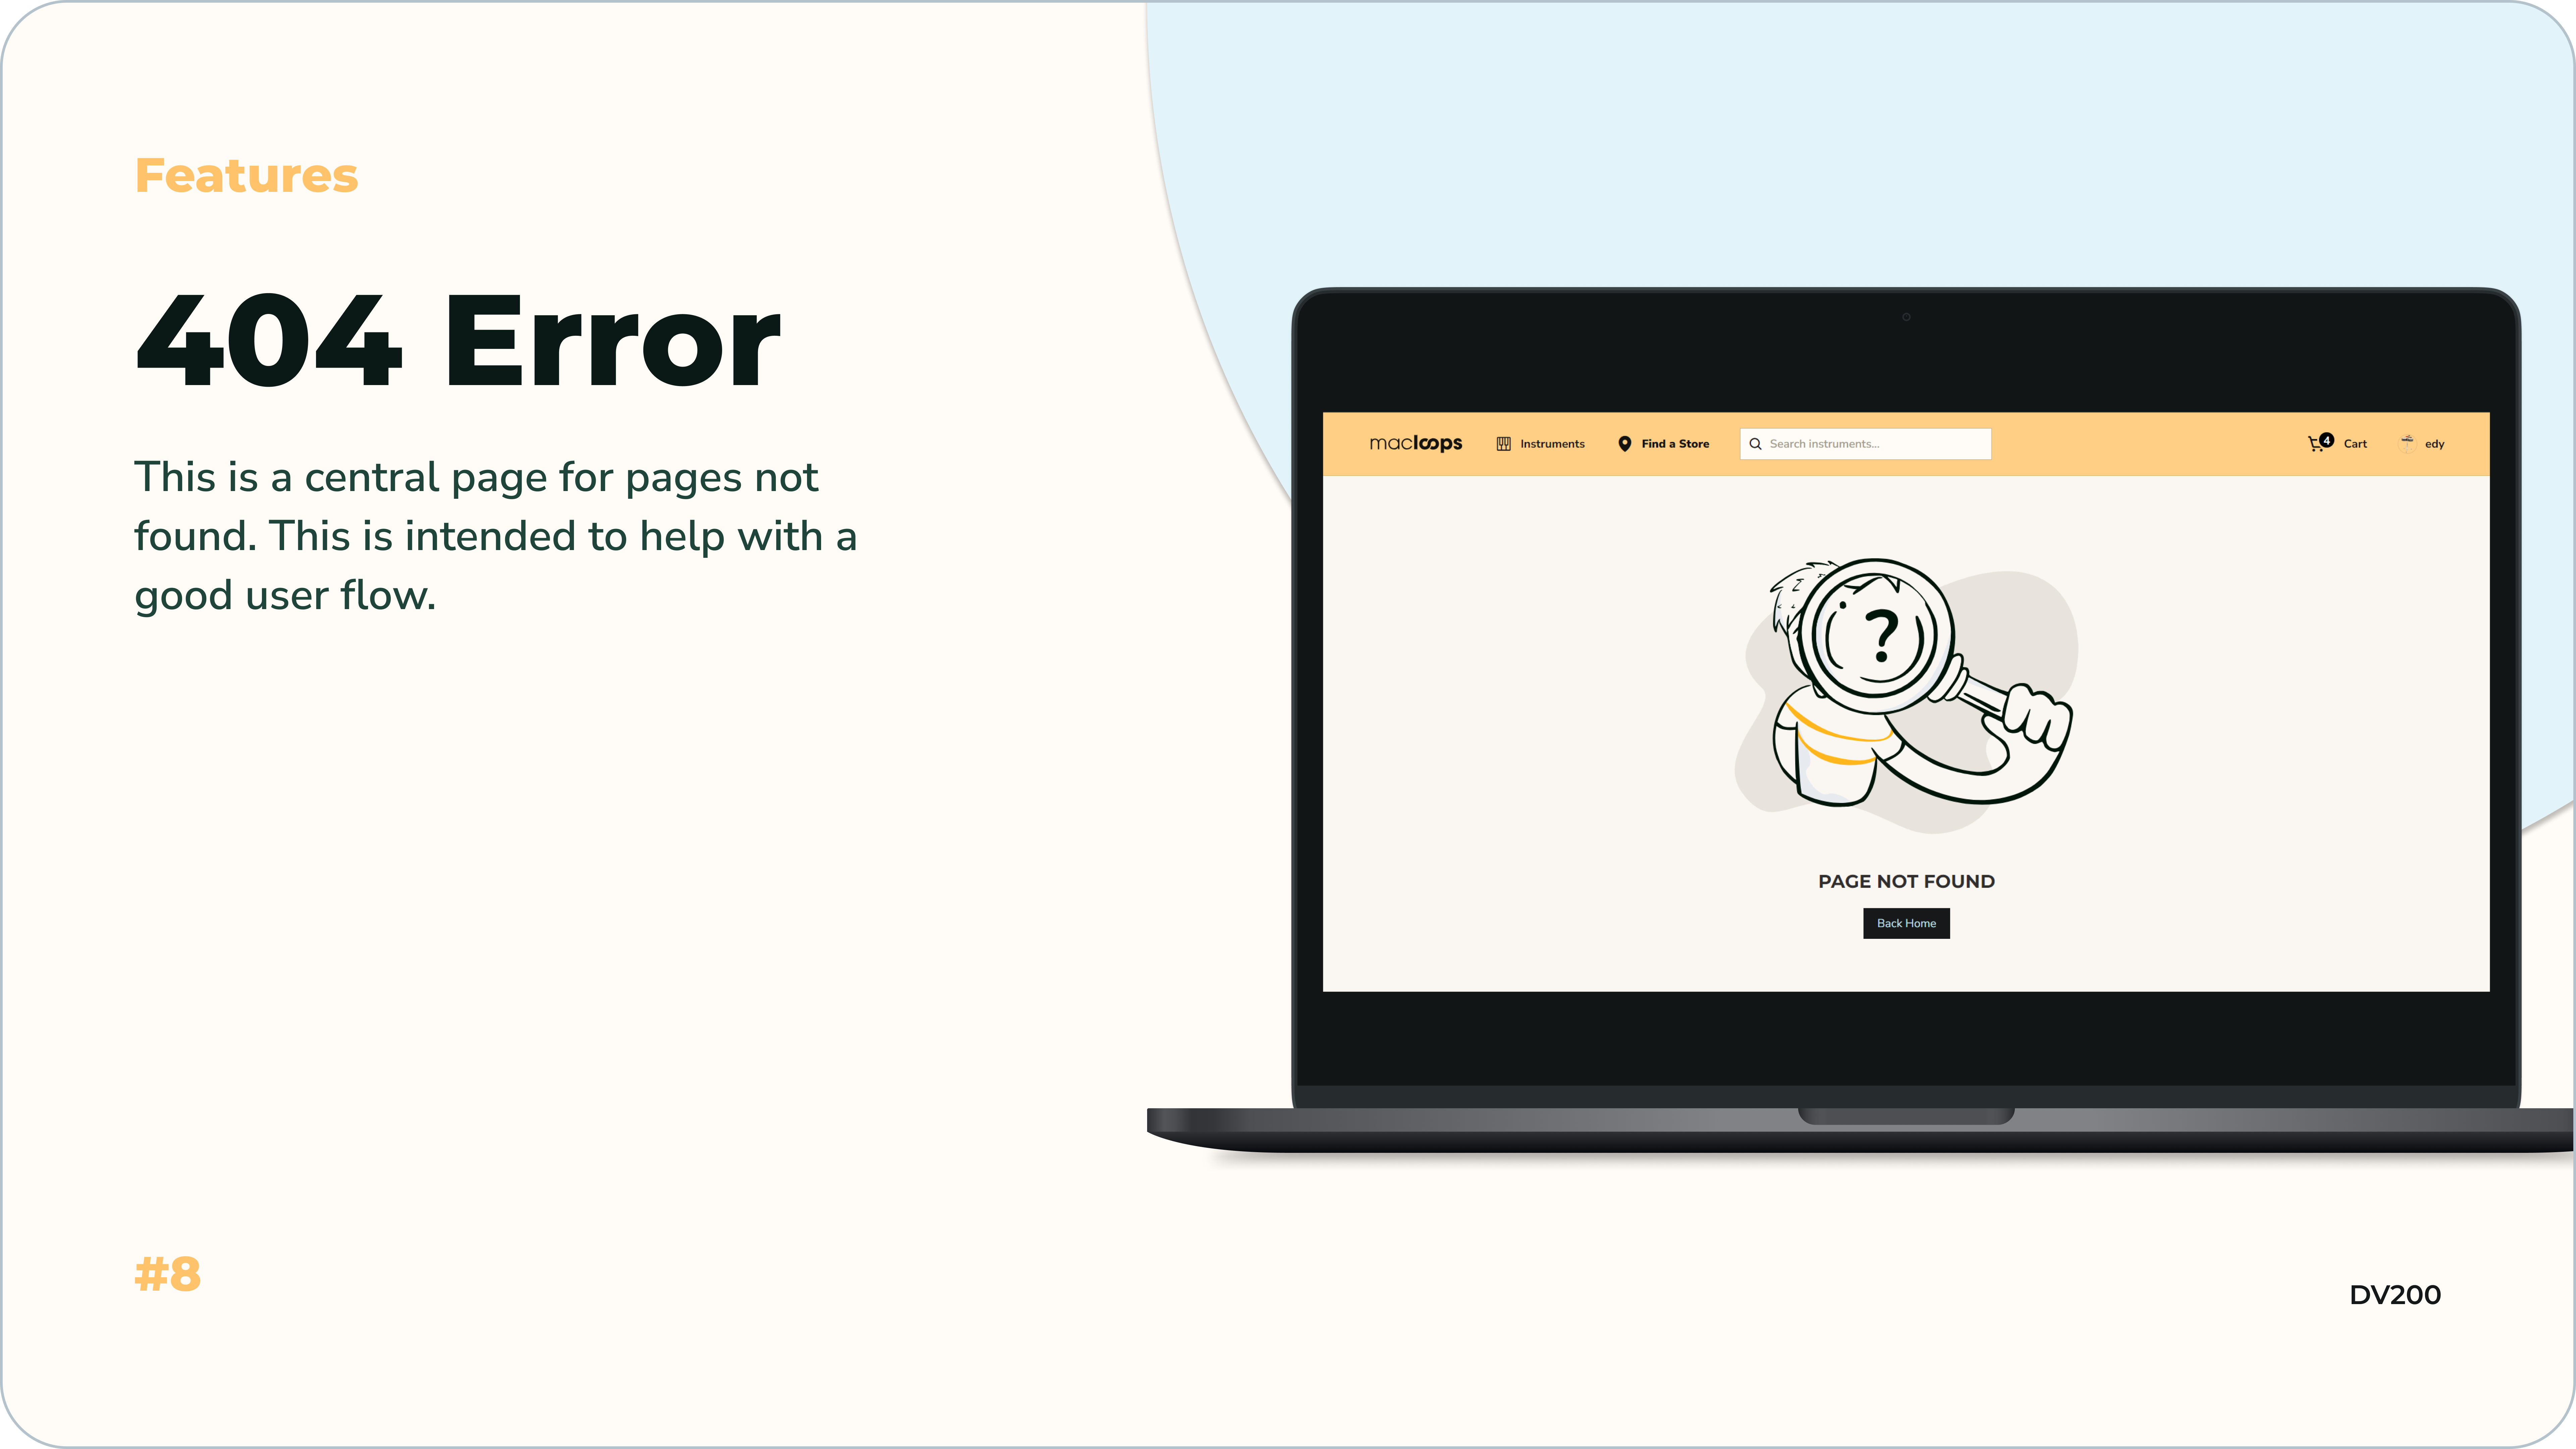 Features
404 Error
This is a central page for pages not
found. This is intended to help with a
good user flow.
macloops Instruments Find a Store Search instruments... 4 Cart edy
?
PAGE NOT FOUND
Back Home
#8
DV200